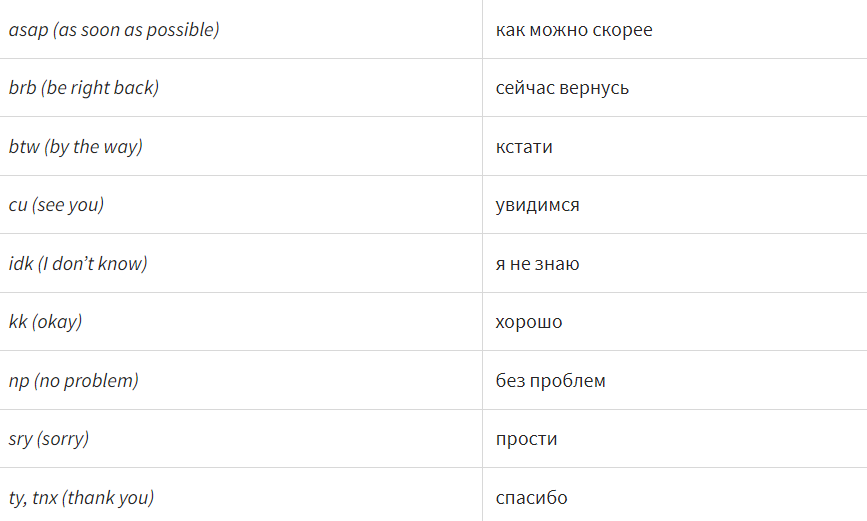 asap (as soon as possible) как можно скорее
brb (be right back) сейчас вернусь
btw (by the way) кстати
cu (see you) увидимся
idk (I don’t know) я не знаю
kk (okay) хорошо
np (no problem) без проблем
sry (sorry) прости
ty, tnx (thank you) спасибо